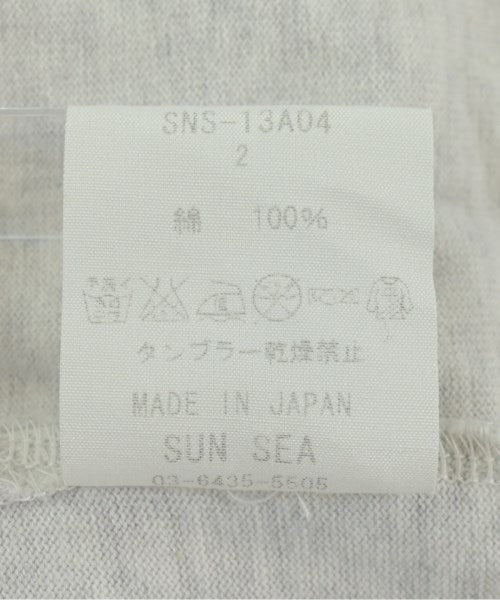 SNS-13A04
2
綿 100%
タンブラー乾燥禁止
MADE IN JAPAN
SUN SEA
03-6435-5505